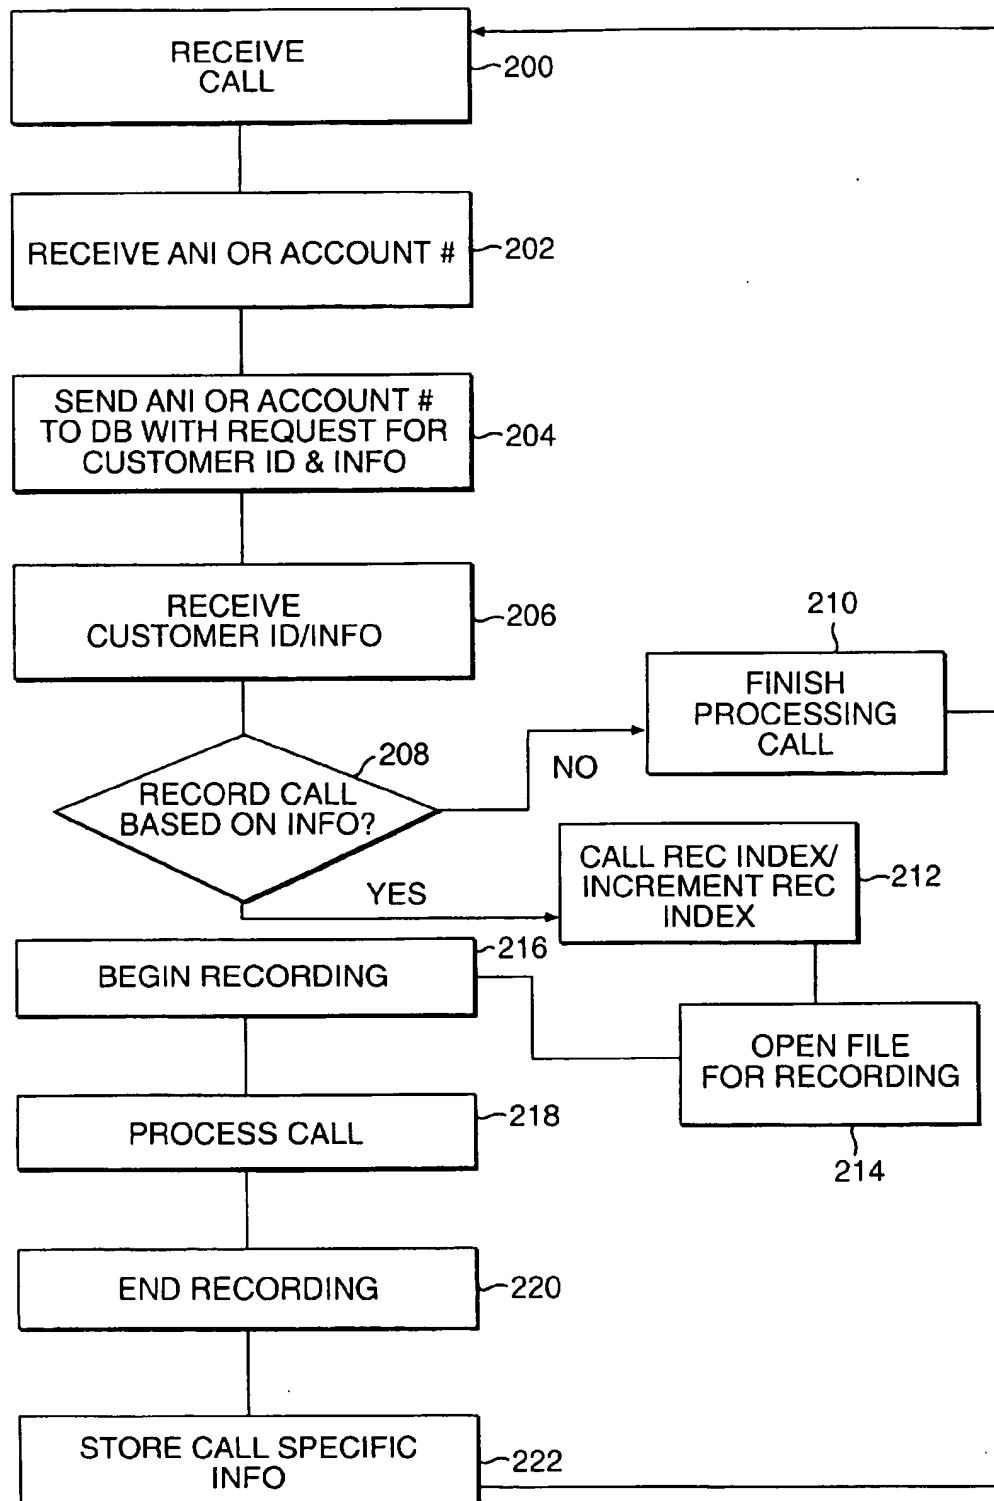 RECEIVE
CALL
200
RECEIVE ANI OR ACCOUNT #
202
SEND ANI OR ACCOUNT #
TO DB WITH REQUEST FOR
CUSTOMER ID & INFO
204
RECEIVE
CUSTOMER ID/INFO
206
RECORD CALL
BASED ON INFO?
208
NO
210
FINISH
PROCESSING
CALL
YES
CALL REC INDEX/
INCREMENT REC
INDEX
212
OPEN FILE
FOR RECORDING
214
BEGIN RECORDING
216
PROCESS CALL
218
END RECORDING
220
STORE CALL SPECIFIC
INFO
222